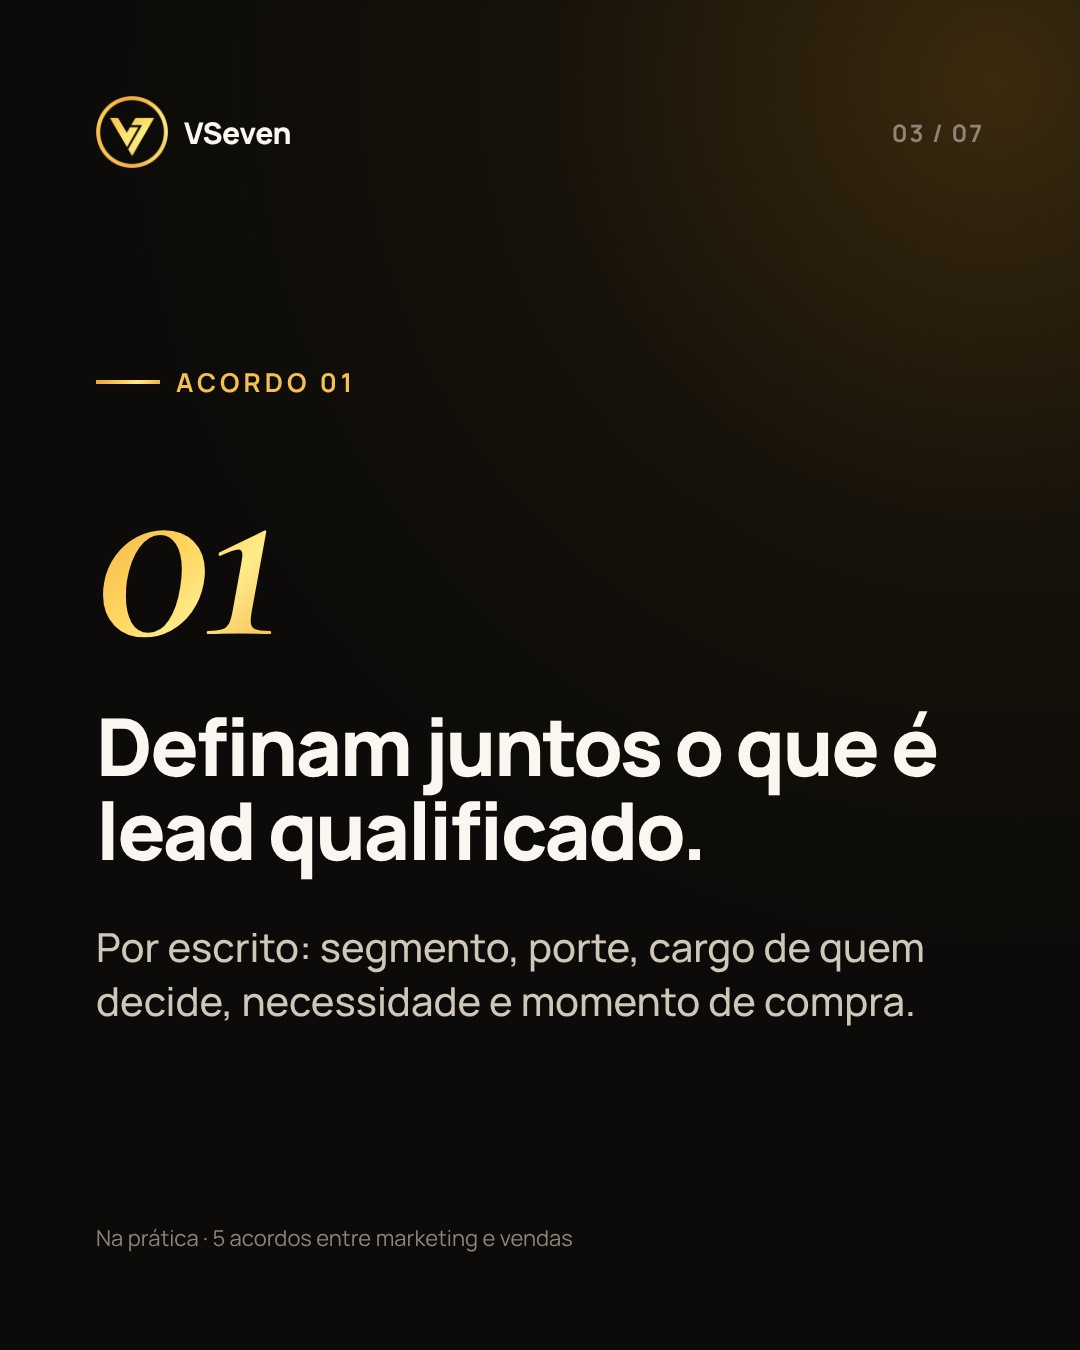 VSeven
03 / 07
ACORDO 01
01
Definam juntos o que é
lead qualificado.
Por escrito: segmento, porte, cargo de quem
decide, necessidade e momento de compra.
Na prática · 5 acordos entre marketing e vendas